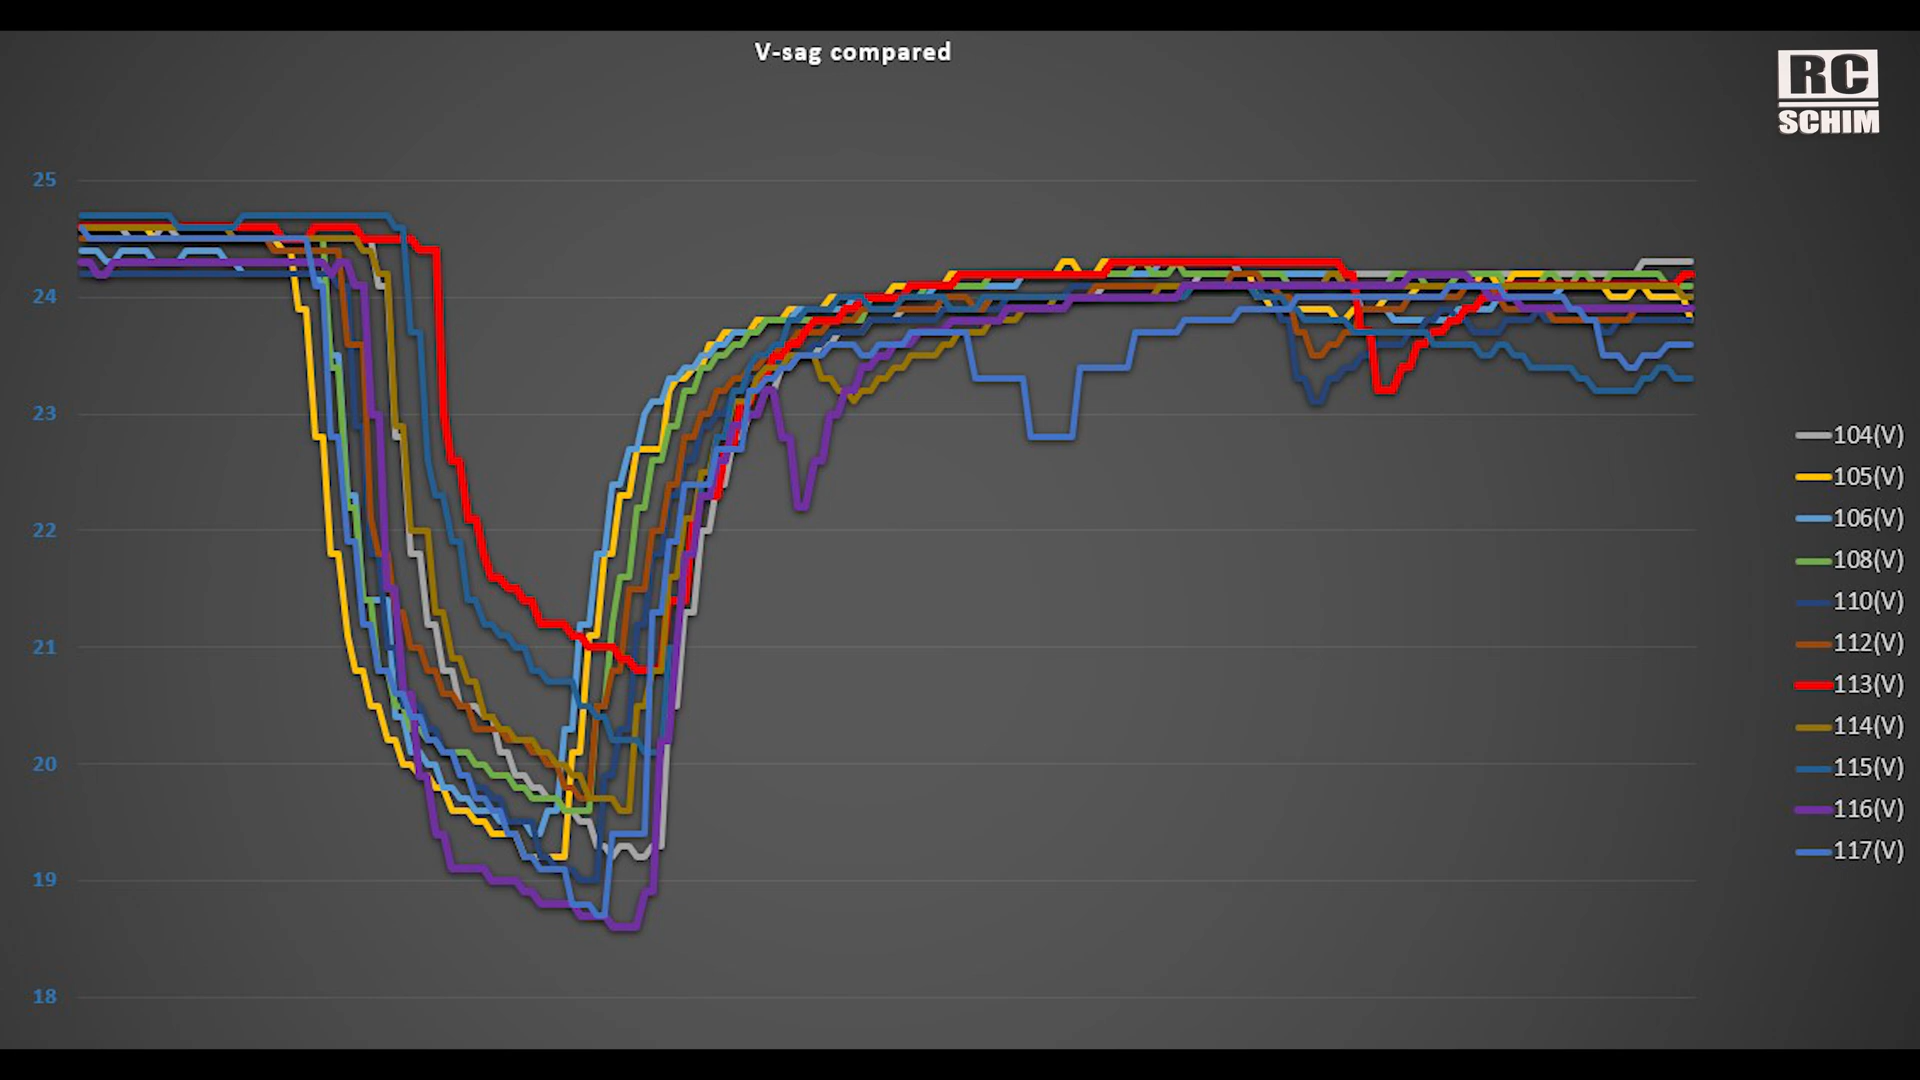 V-sag compared
RC
SCHIM
25
24
23
22
21
20
19
18
104(V)
105(V)
106(V)
108(V)
110(V)
112(V)
113(V)
114(V)
115(V)
116(V)
117(V)